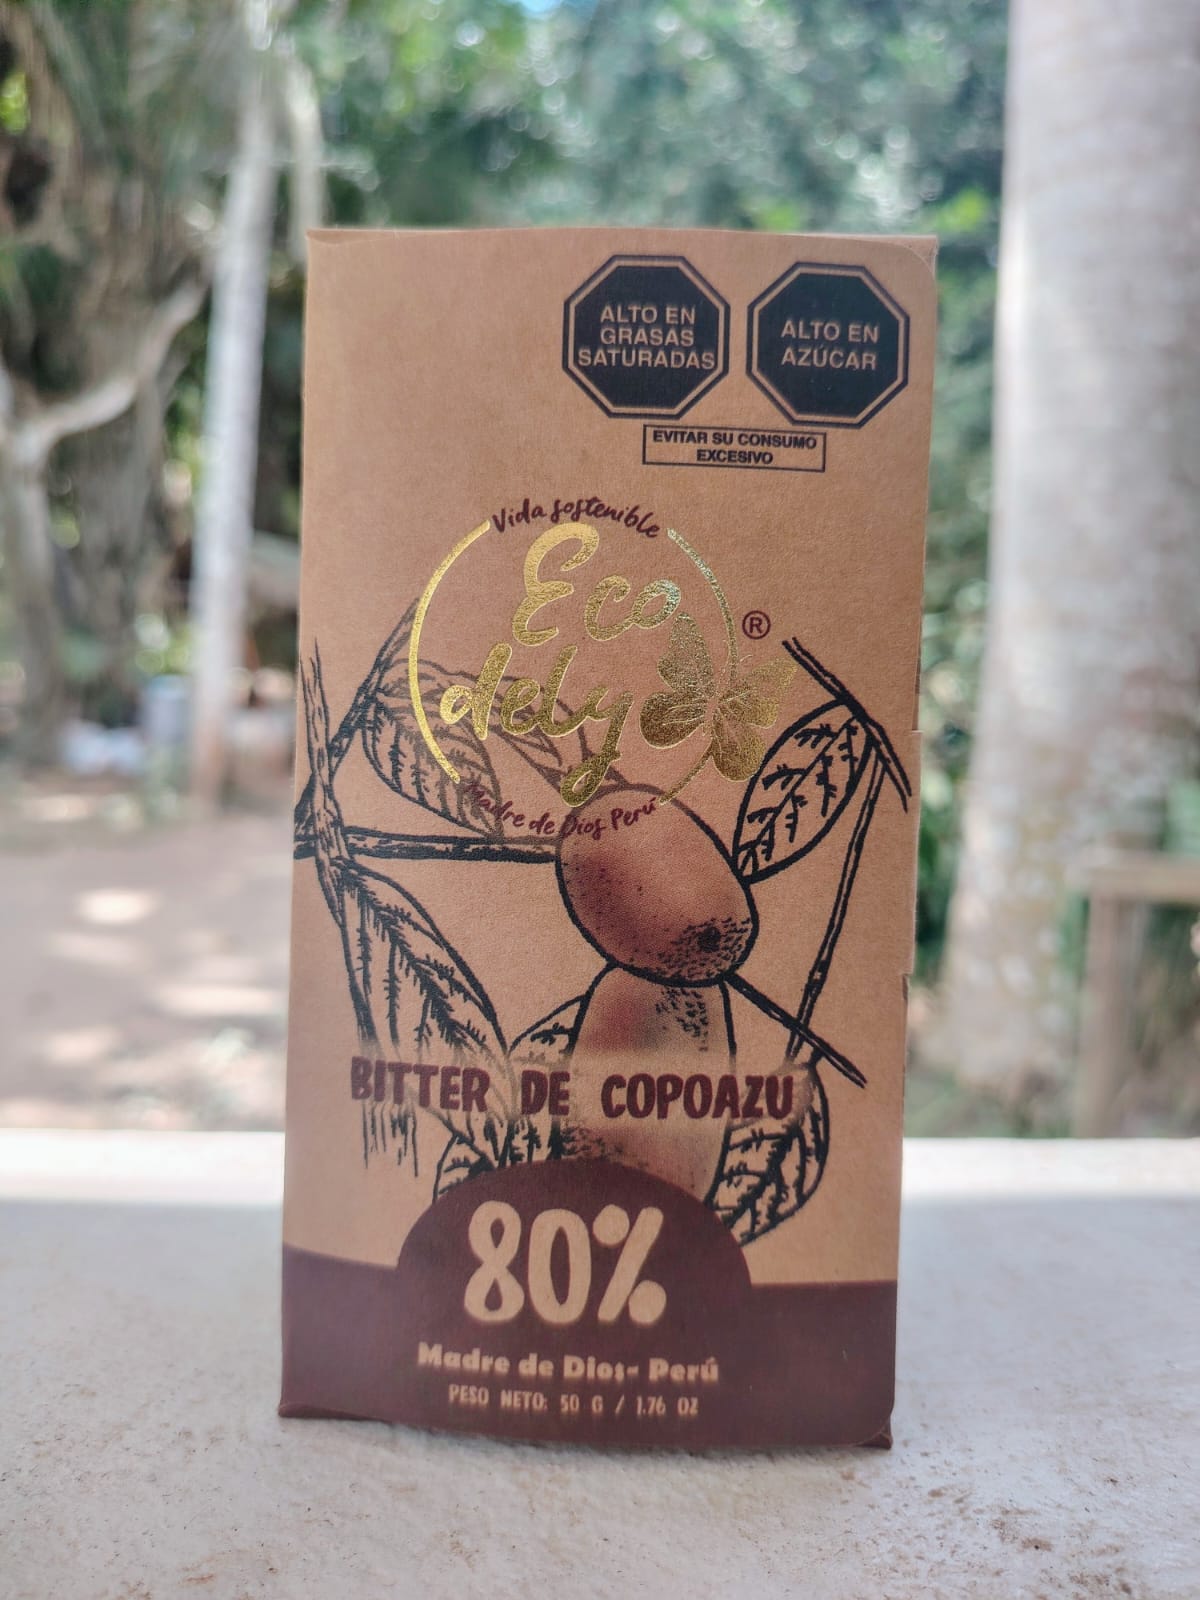 ALTO EN
GRASAS
SATURADAS
ALTO EN
AZÚCAR
EVITAR SU CONSUMO
EXCESIVO
Vida sostenible
Eco
dely
®
Madre de Dios Perú
BITTER DE COPOAZU
80%
Madre de Dios- Perú
PESO NETO: 50 G / 1.76 OZ